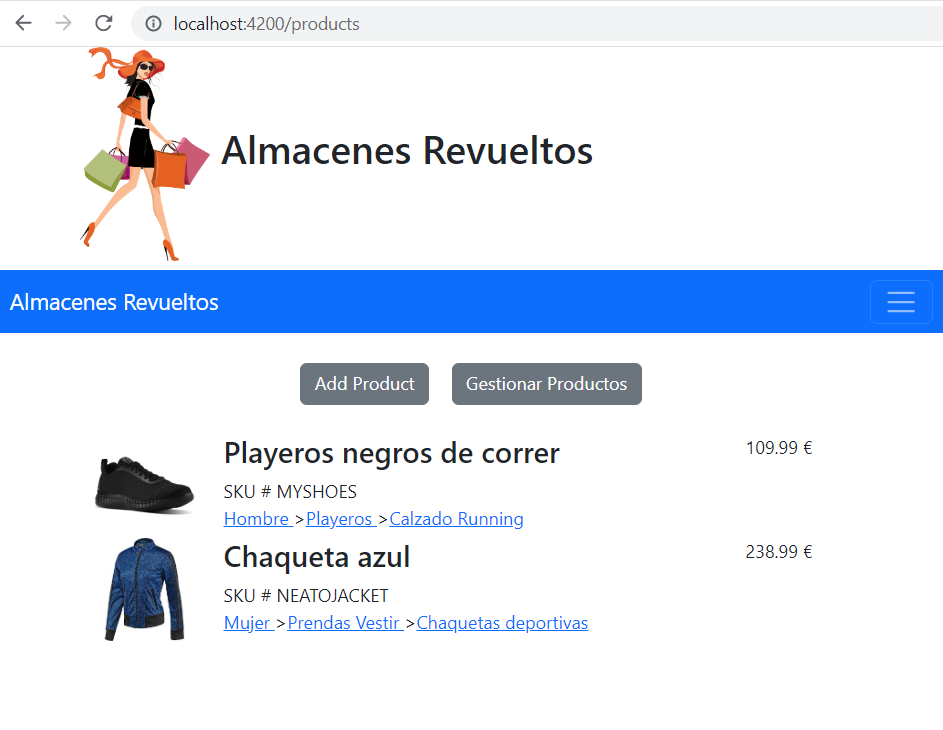 localhost:4200/products
Almacenes Revueltos
Almacenes Revueltos
Add Product Gestionar Productos
Playeros negros de correr 109.99 €
SKU # MYSHOES
Hombre >Playeros >Calzado Running
Chaqueta azul 238.99 €
SKU # NEATOJACKET
Mujer >Prendas Vestir >Chaquetas deportivas